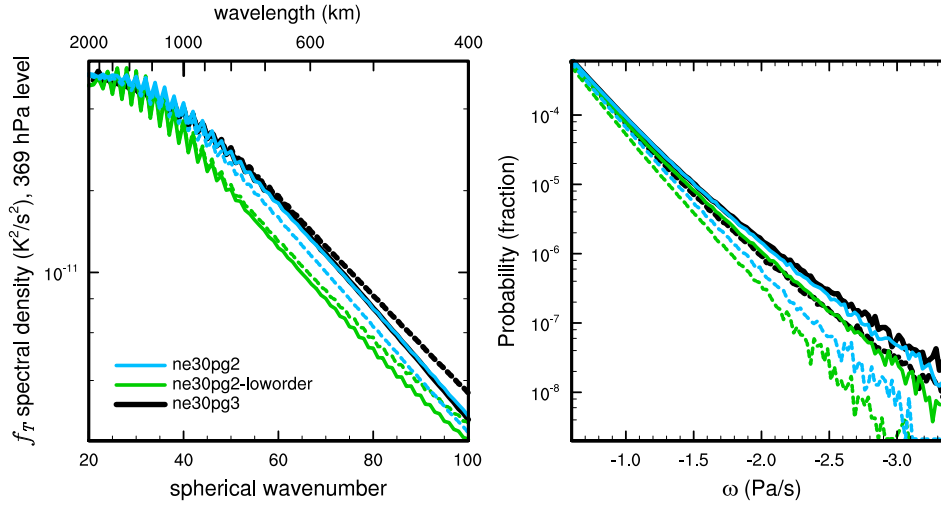 wavelength (km)
2000 1000 600 400
f_T spectral density (K²/s²), 369 hPa level
10⁻¹¹
ne30pg2
ne30pg2-loworder
ne30pg3
20 40 60 80 100
spherical wavenumber
Probability (fraction)
10⁻⁴
10⁻⁵
10⁻⁶
10⁻⁷
10⁻⁸
-1.0 -1.5 -2.0 -2.5 -3.0
ω (Pa/s)